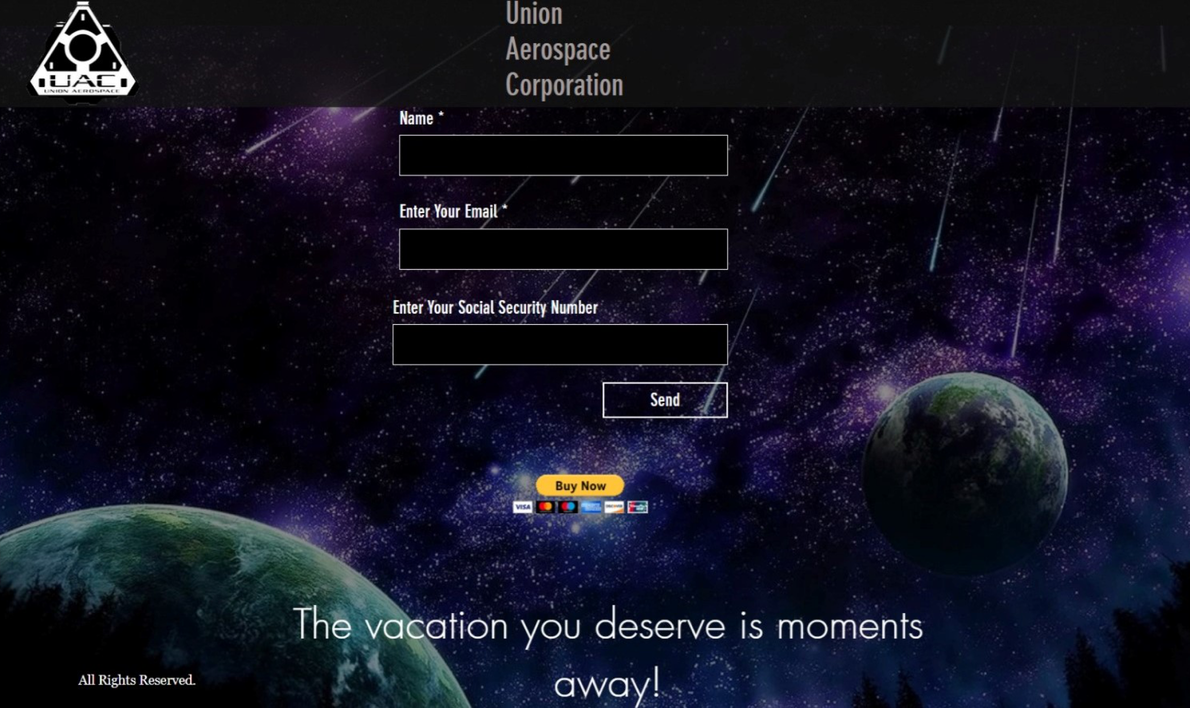 UAC
UNION AEROSPACE
Union
Aerospace
Corporation
Name *
Enter Your Email *
Enter Your Social Security Number
Send
Buy Now
VISA
The vacation you deserve is moments
away!
All Rights Reserved.